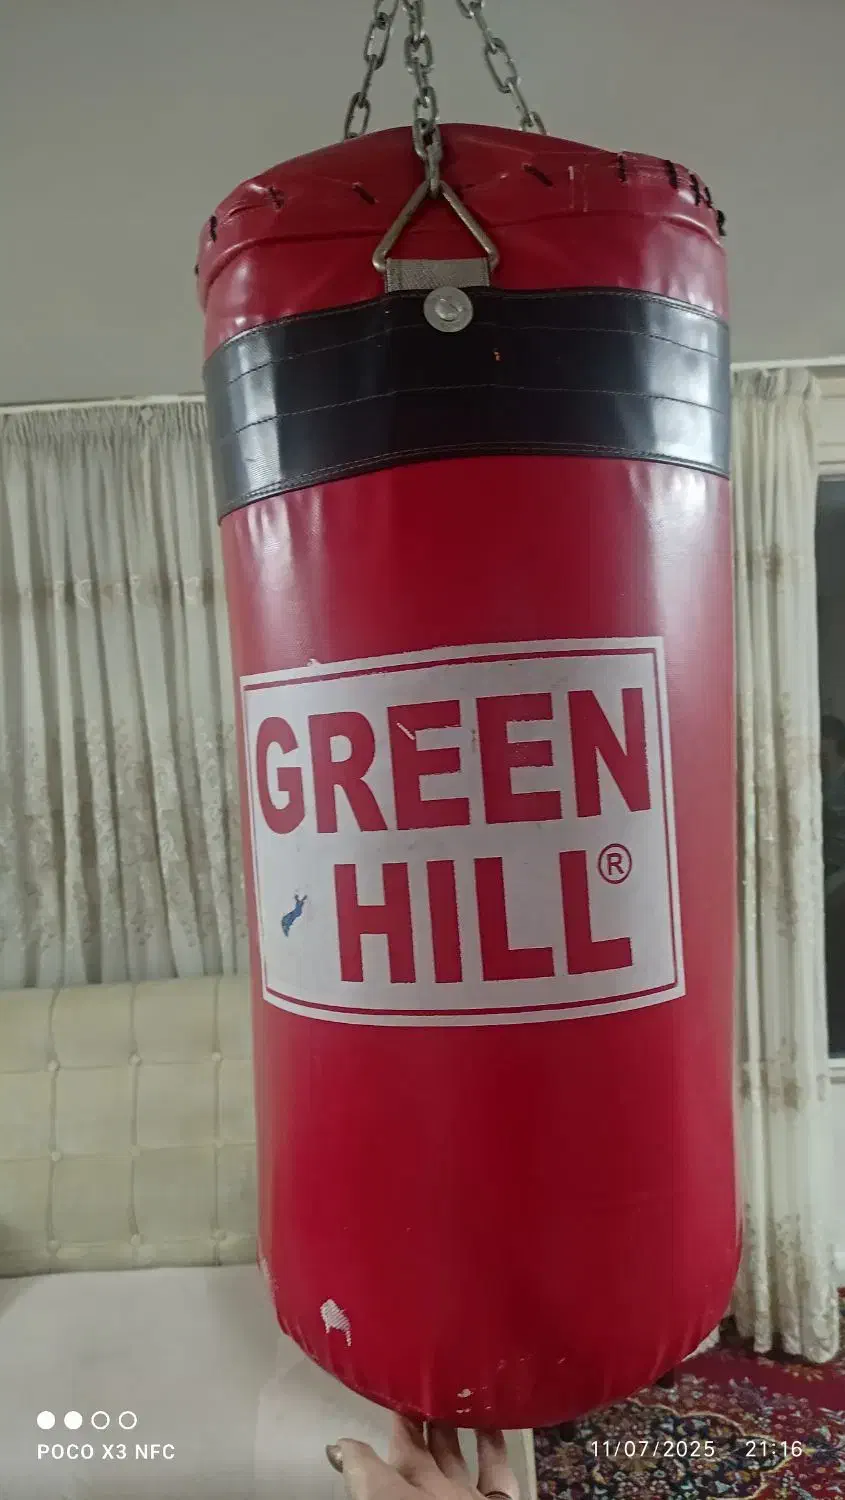 GREEN
HILL®
POCO X3 NFC
11/07/2025 21:16